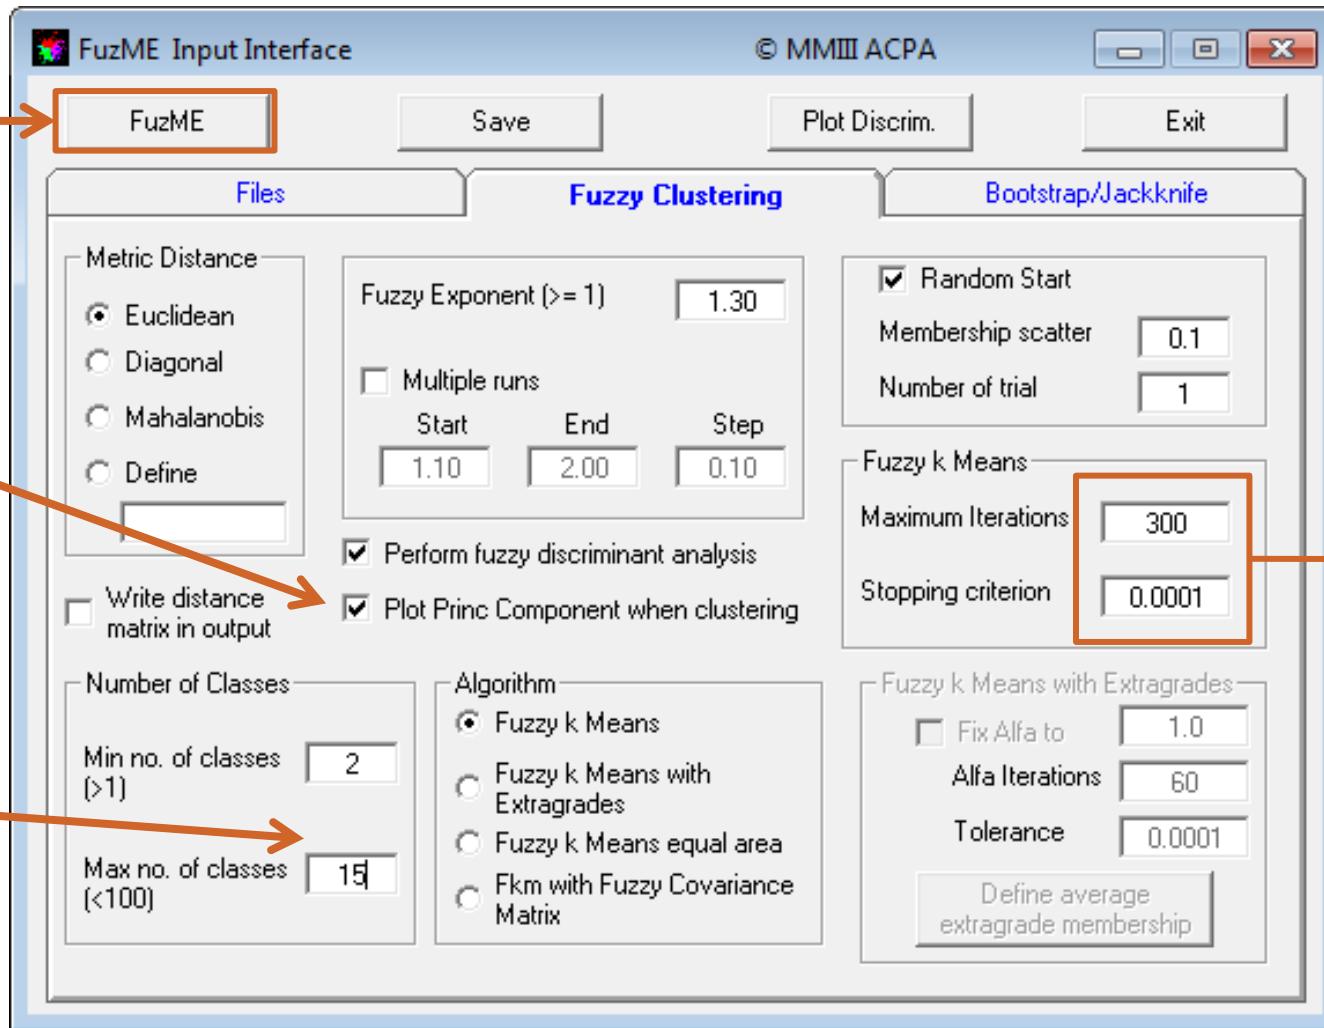 FuzME Input Interface
© MMIII ACPA
FuzME
Save
Plot Discrim.
Exit
Files
Fuzzy Clustering
Bootstrap/Jackknife
Metric Distance
Euclidean
Diagonal
Mahalanobis
Define
Write distance
matrix in output
Fuzzy Exponent (>= 1)
1.30
Multiple runs
Start
End
Step
1.10
2.00
0.10
Perform fuzzy discriminant analysis
Plot Princ Component when clustering
Random Start
Membership scatter
0.1
Number of trial
1
Fuzzy k Means
Maximum Iterations
300
Stopping criterion
0.0001
Number of Classes
Min no. of classes
(>1)
2
Max no. of classes
(<100)
15
Algorithm
Fuzzy k Means
Fuzzy k Means with
Extragrades
Fuzzy k Means equal area
Fkm with Fuzzy Covariance
Matrix
Fuzzy k Means with Extragrades
Fix Alfa to
1.0
Alfa Iterations
60
Tolerance
0.0001
Define average
extragrade membership